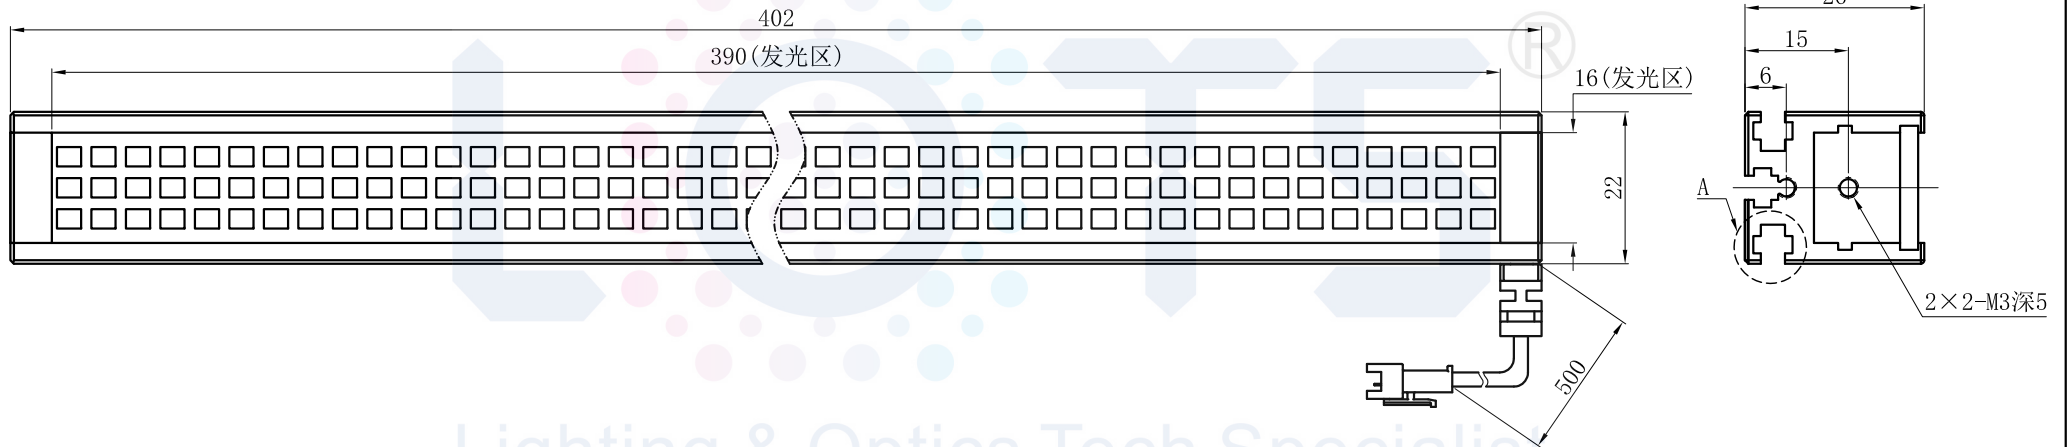 402
390(发光区)
16(发光区)
22
500
15
6
A
2×2-M3深5
LOTS
®
Lighting & Optics Tech Specialist